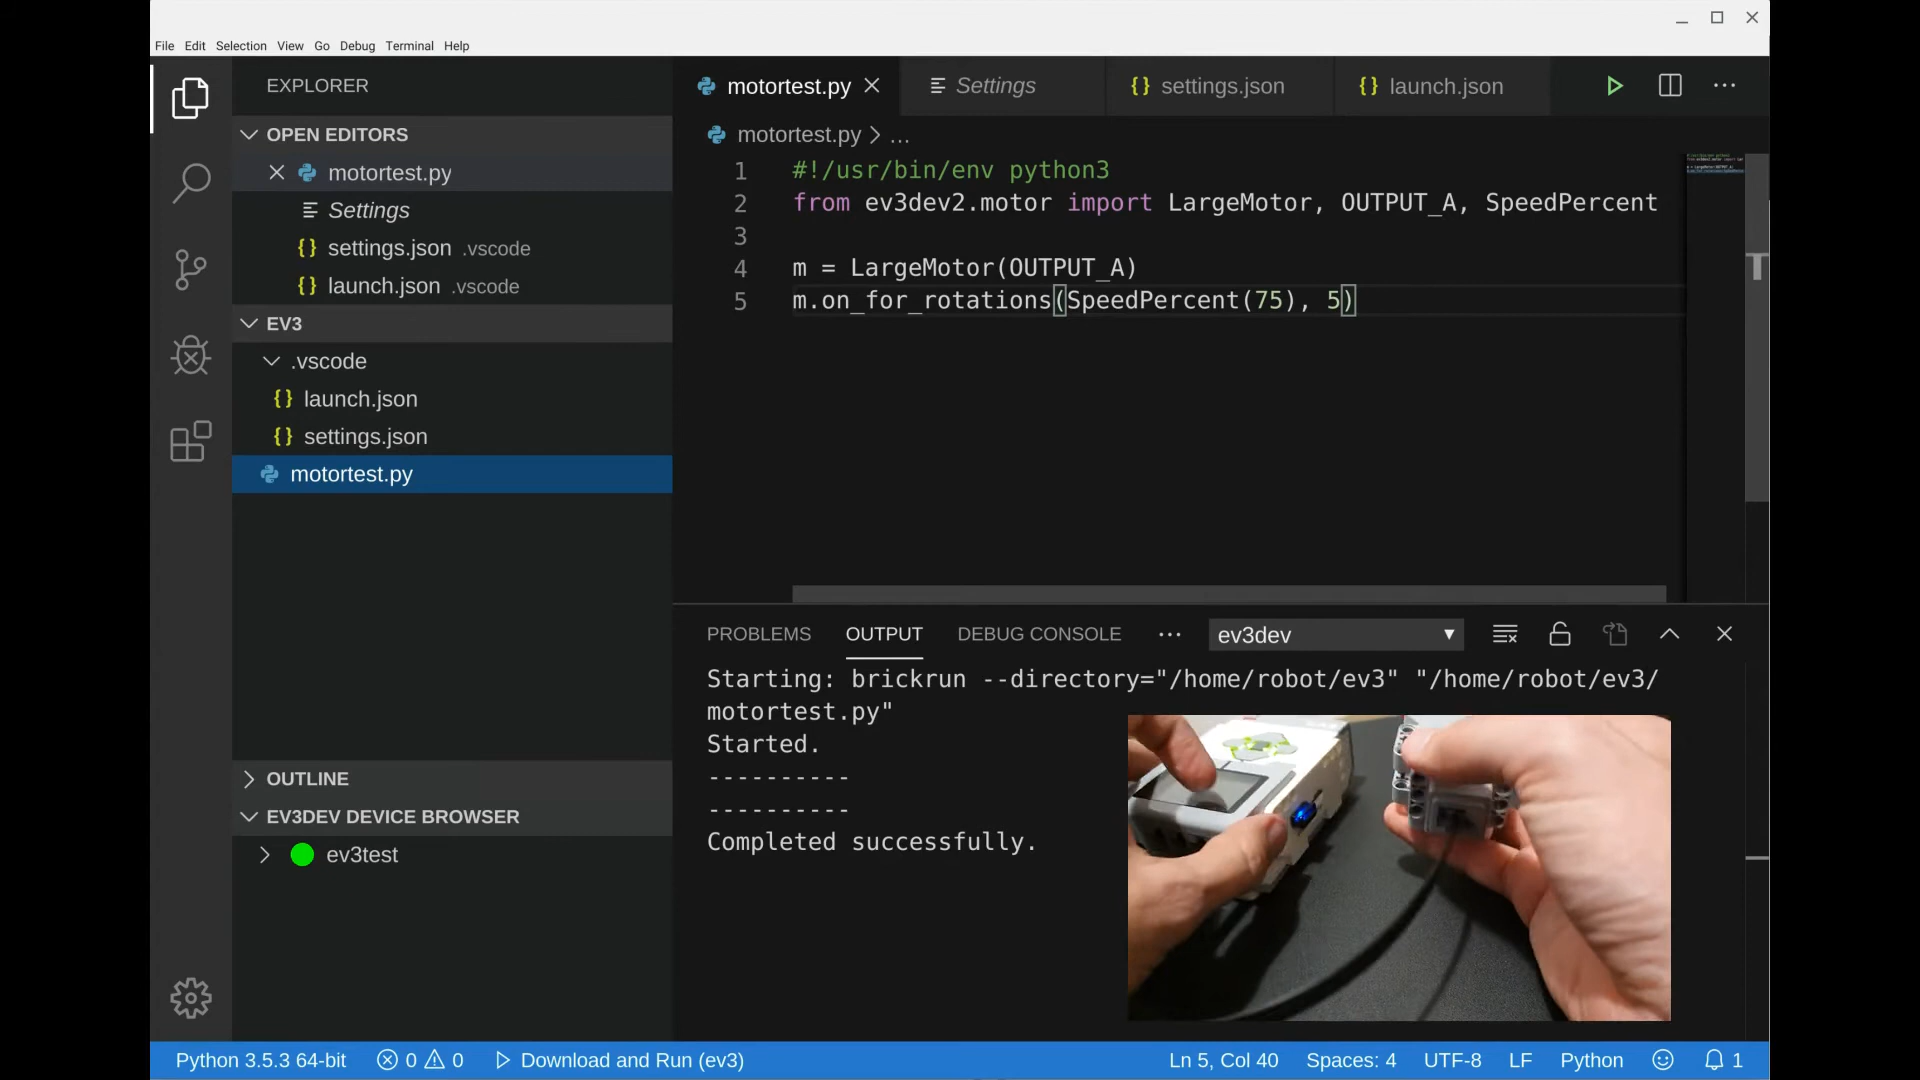 File Edit Selection View Go Debug Terminal Help
EXPLORER
OPEN EDITORS
motortest.py
Settings
settings.json .vscode
launch.json .vscode
EV3
.vscode
launch.json
settings.json
motortest.py
OUTLINE
EV3DEV DEVICE BROWSER
ev3test
motortest.py Settings settings.json launch.json
motortest.py > ...
1 #!/usr/bin/env python3
2 from ev3dev2.motor import LargeMotor, OUTPUT_A, SpeedPercent
3
4 m = LargeMotor(OUTPUT_A)
5 m.on_for_rotations(SpeedPercent(75), 5)
PROBLEMS OUTPUT DEBUG CONSOLE ... ev3dev
Starting: brickrun --directory="/home/robot/ev3" "/home/robot/ev3/
motortest.py"
Started.
----------
----------
Completed successfully.
Python 3.5.3 64-bit 0 0 Download and Run (ev3) Ln 5, Col 40 Spaces: 4 UTF-8 LF Python 1